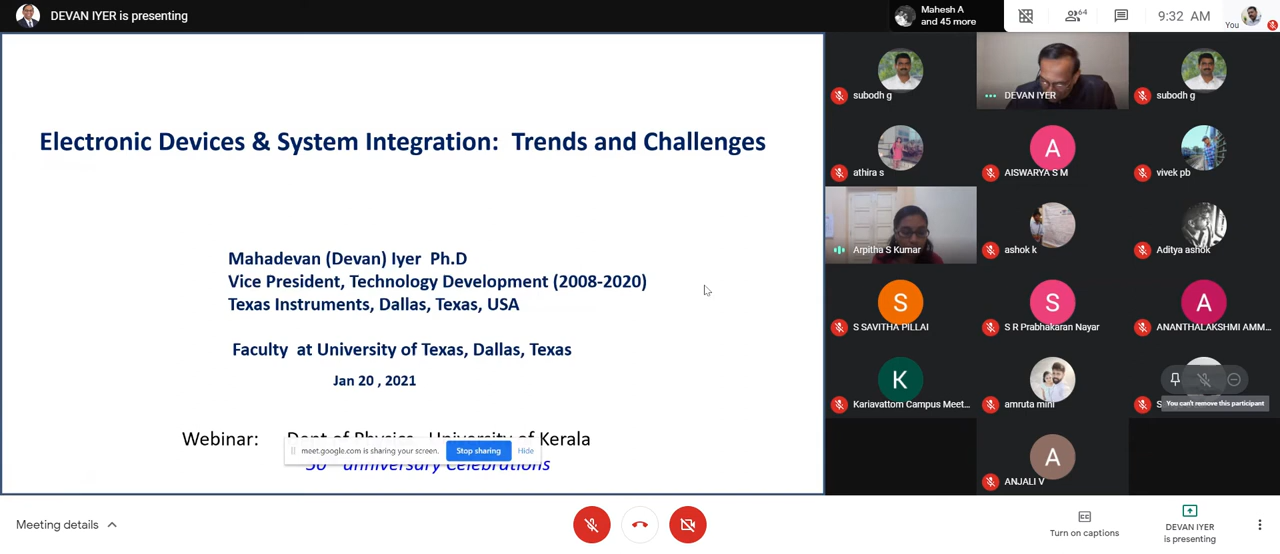 DEVAN IYER is presenting
Mahesh A
and 45 more
64
9:32 AM
You
Electronic Devices & System Integration: Trends and Challenges
Mahadevan (Devan) Iyer Ph.D
Vice President, Technology Development (2008-2020)
Texas Instruments, Dallas, Texas, USA
Faculty at University of Texas, Dallas, Texas
Jan 20 , 2021
Webinar: Dept of Physics University of Kerala
meet.google.com is sharing your screen.
Stop sharing
Hide
anniversary Celebrations
subodh g
DEVAN IYER
subodh g
athira s
A
AISWARYA S M
vivek pb
Arpitha S Kumar
ashok k
Aditya ashok
S
S SAVITHA PILLAI
S
S R Prabhakaran Nayar
A
ANANTHALAKSHMI AMM...
K
Kariavattom Campus Meet...
amruta mini
S
You can't remove this participant
A
ANJALI V
Meeting details
Turn on captions
DEVAN IYER
is presenting